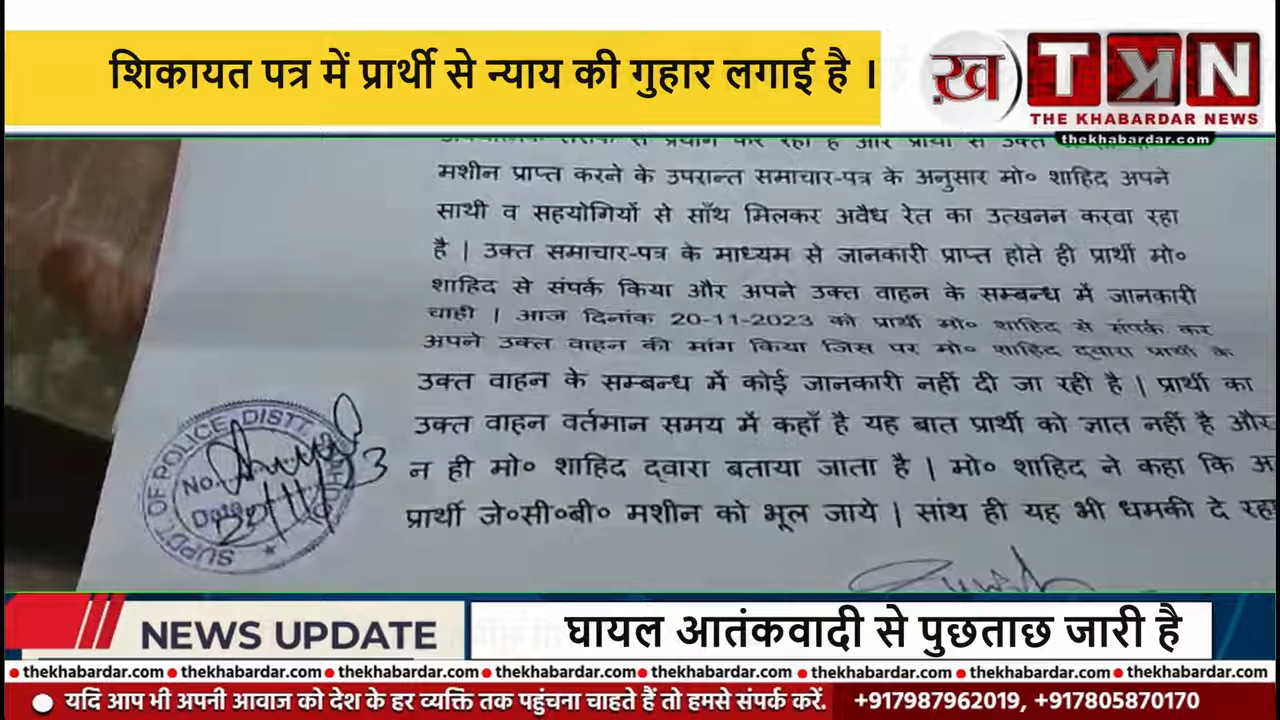 शिकायत पत्र में प्रार्थी से न्याय की गुहार लगाई है ।
ख़ TKN
THE KHABARDAR NEWS
thekhabardar.com
मशीन प्राप्त करने के उपरान्त समाचार-पत्र के अनुसार मो० शाहिद अपने
साथी व सहयोगियों से साँथ मिलकर अवैध रेत का उत्खनन करवा रहा
है | उक्त समाचार-पत्र के माध्यम से जानकारी प्राप्त होते ही प्रार्थी मो०
शाहिद से संपर्क किया और अपने उक्त वाहन के सम्बन्ध में जानकारी
चाही | आज दिनांक 20-11-2023 को प्रार्थी मो० शाहिद से संपर्क कर
अपने उक्त वाहन की मांग किया जिस पर मो० शाहिद द्वारा प्रार्थी के
उक्त वाहन के सम्बन्ध में कोई जानकारी नहीं दी जा रही है | प्रार्थी का
उक्त वाहन वर्तमान समय में कहाँ है यह बात प्रार्थी को ज्ञात नहीं है और
न ही मो० शाहिद द्वारा बताया जाता है | मो० शाहिद ने कहा कि
प्रार्थी जे०सी०बी० मशीन को भूल जाये | सांथ ही यह भी धमकी दे
SUPDT. OF POLICE, DISTT.
No.
Date
NEWS UPDATE
घायल आतंकवादी से पुछताछ जारी है
thekhabardar.com thekhabardar.com thekhabardar.com thekhabardar.com thekhabardar.com thekhabardar.com thekhabardar.com thekhabardar.com
यदि आप भी अपनी आवाज को देश के हर व्यक्ति तक पहुंचना चाहते हैं तो हमसे संपर्क करें. +917987962019, +917805870170